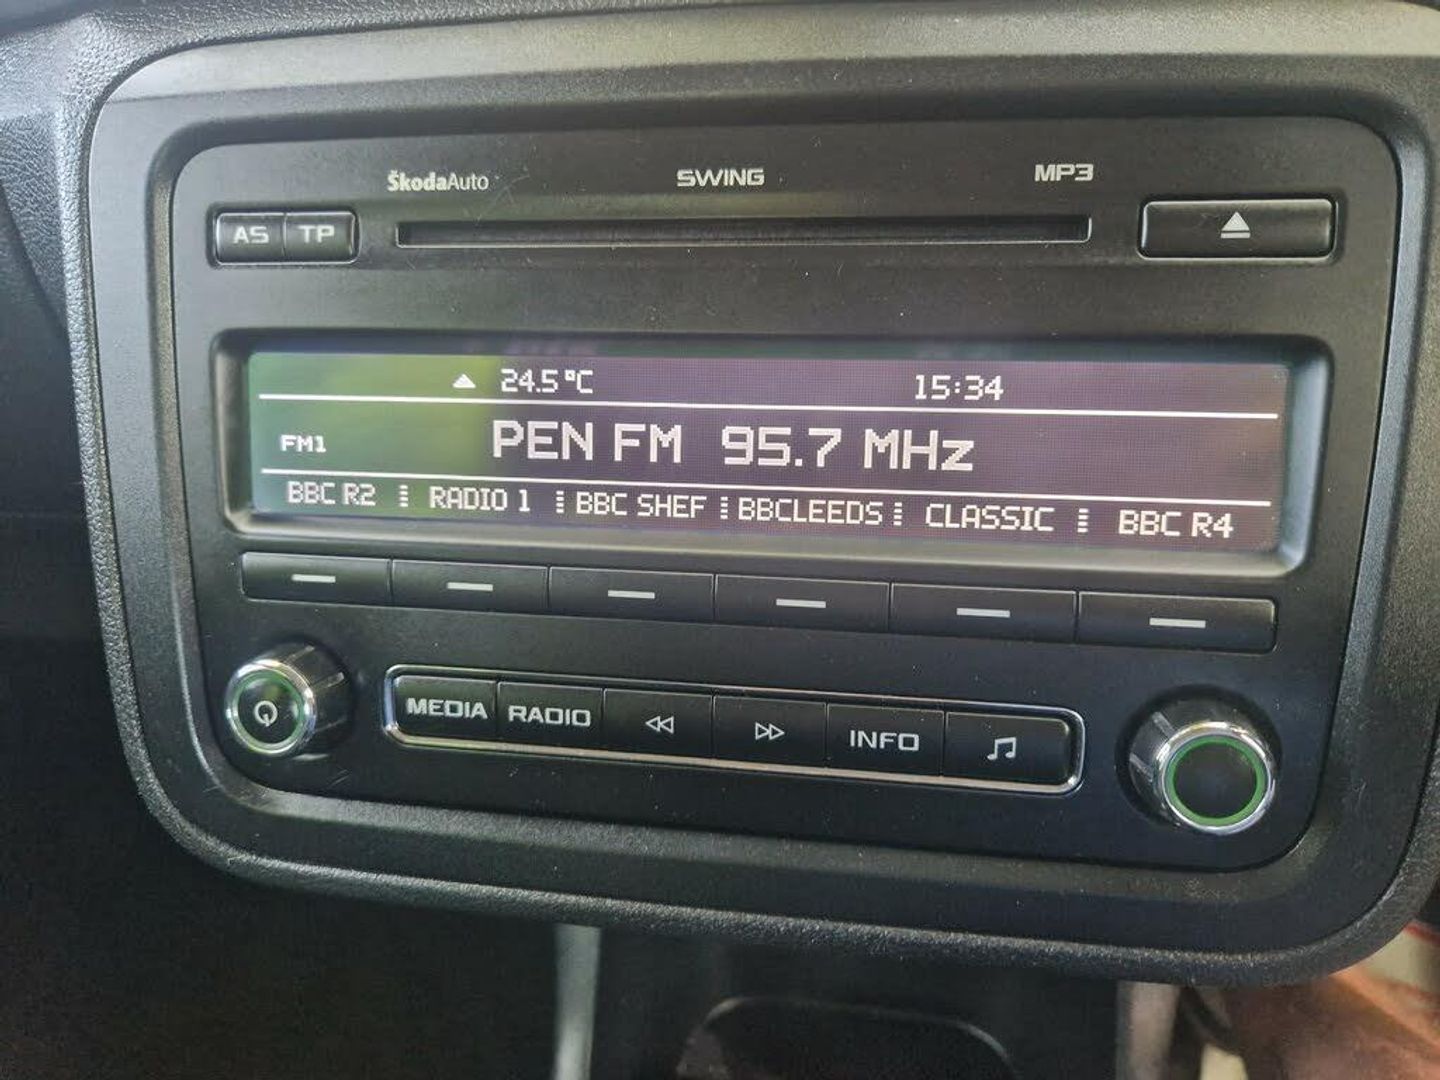 ŠkodaAuto SWING MP3
AS TP
24.5°C 15:34
FM1 PEN FM 95.7 MHz
BBC R2 RADIO 1 BBC SHEF BBCLEEDS CLASSIC BBC R4
MEDIA RADIO INFO